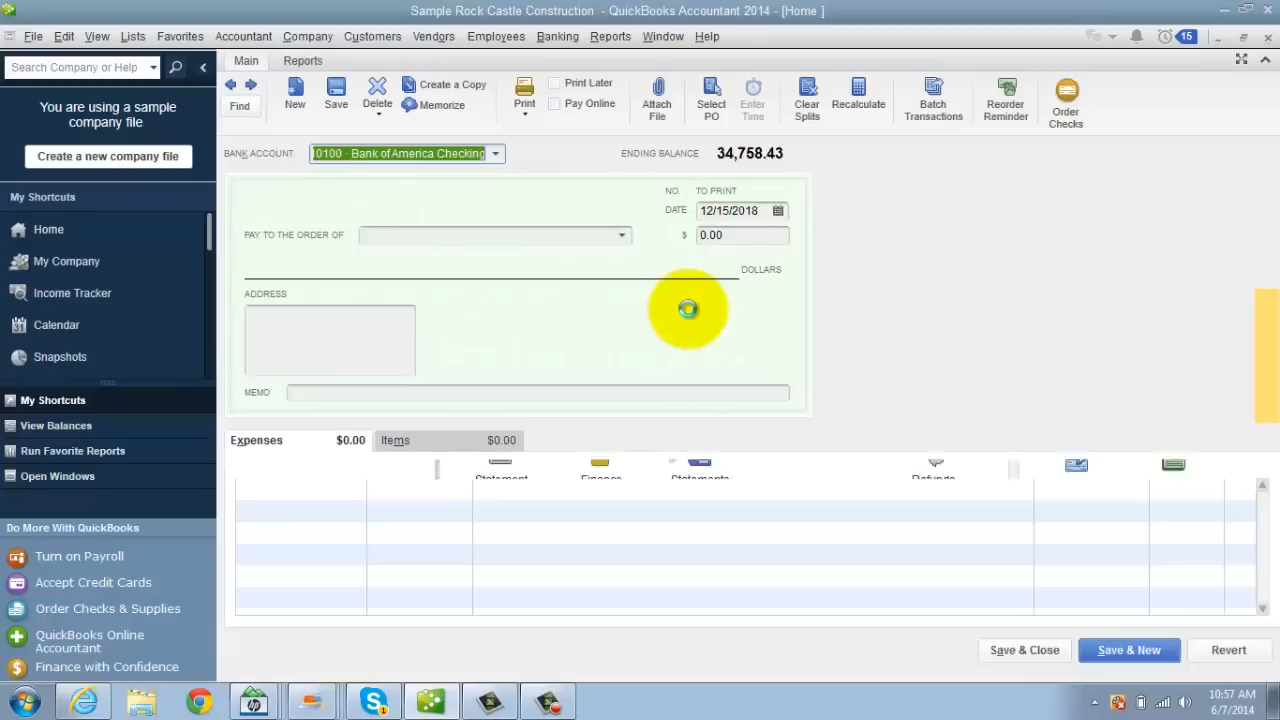 Sample Rock Castle Construction - QuickBooks Accountant 2014 - [Home ]
File Edit View Lists Favorites Accountant Company Customers Vendors Employees Banking Reports Window Help
15
Search Company or Help
Main Reports
You are using a sample
company file
Create a new company file
Find
New
Save
Delete
Create a Copy
Memorize
Print
Print Later
Pay Online
Attach
File
Select
PO
Enter
Time
Clear
Splits
Recalculate
Batch
Transactions
Reorder
Reminder
Order
Checks
BANK ACCOUNT 10100 · Bank of America Checking
ENDING BALANCE 34,758.43
NO. TO PRINT
DATE 12/15/2018
PAY TO THE ORDER OF
$ 0.00
DOLLARS
ADDRESS
MEMO
Expenses $0.00 Items $0.00
Statement Finance Statements Refunds
Save & Close Save & New Revert
My Shortcuts
Home
My Company
Income Tracker
Calendar
Snapshots
My Shortcuts
View Balances
Run Favorite Reports
Open Windows
Do More With QuickBooks
Turn on Payroll
Accept Credit Cards
Order Checks & Supplies
QuickBooks Online
Accountant
Finance with Confidence
10:57 AM
6/7/2014